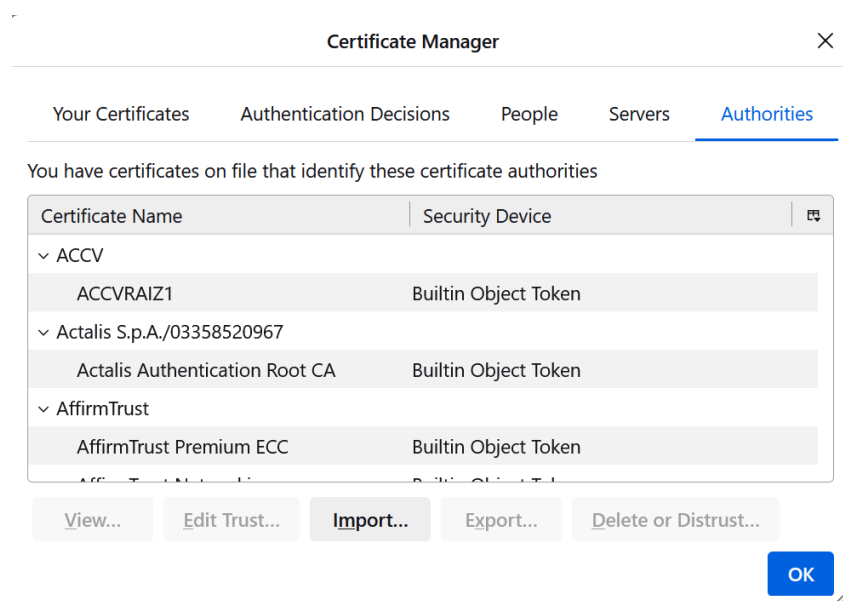 Certificate Manager
Your Certificates Authentication Decisions People Servers Authorities
You have certificates on file that identify these certificate authorities
Certificate Name Security Device
ACCV
ACCVRAIZ1 Builtin Object Token
Actalis S.p.A./03358520967
Actalis Authentication Root CA Builtin Object Token
AffirmTrust
AffirmTrust Premium ECC Builtin Object Token
View... Edit Trust... Import... Export... Delete or Distrust...
OK